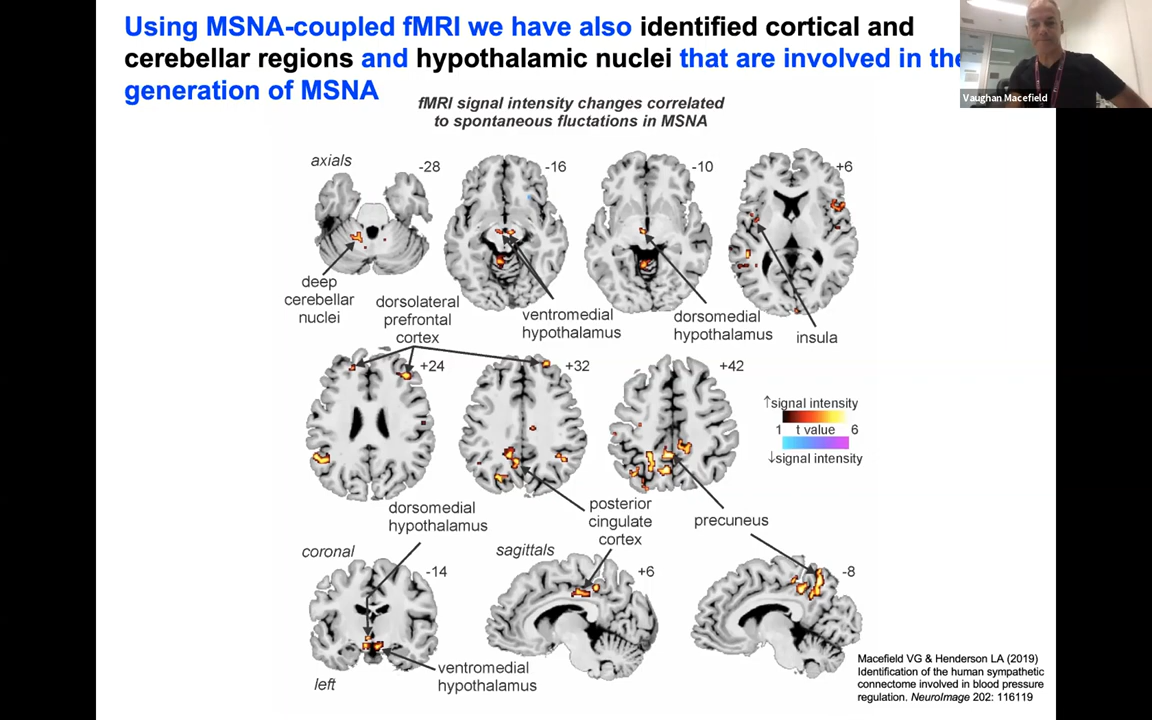 Using MSNA-coupled fMRI we have also identified cortical and
cerebellar regions and hypothalamic nuclei that are involved in the
generation of MSNA
Vaughan Macefield
fMRI signal intensity changes correlated
to spontaneous fluctations in MSNA
axials
-28
-16
-10
+6
deep
cerebellar
nuclei
dorsolateral
prefrontal
cortex
ventromedial
hypothalamus
dorsomedial
hypothalamus
insula
+24
+32
+42
↑signal intensity
1 t value 6
↓signal intensity
dorsomedial
hypothalamus
posterior
cingulate
cortex
precuneus
coronal
-14
sagittals
+6
-8
left
ventromedial
hypothalamus
Macefield VG & Henderson LA (2019)
Identification of the human sympathetic
connectome involved in blood pressure
regulation. NeuroImage 202: 116119